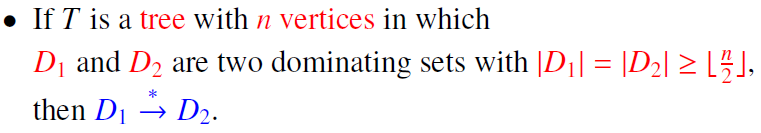 • If T is a tree with n vertices in which
D₁ and D₂ are two dominating sets with |D₁| = |D₂| ≥ ⌊n/2⌋,
then D₁ →* D₂.